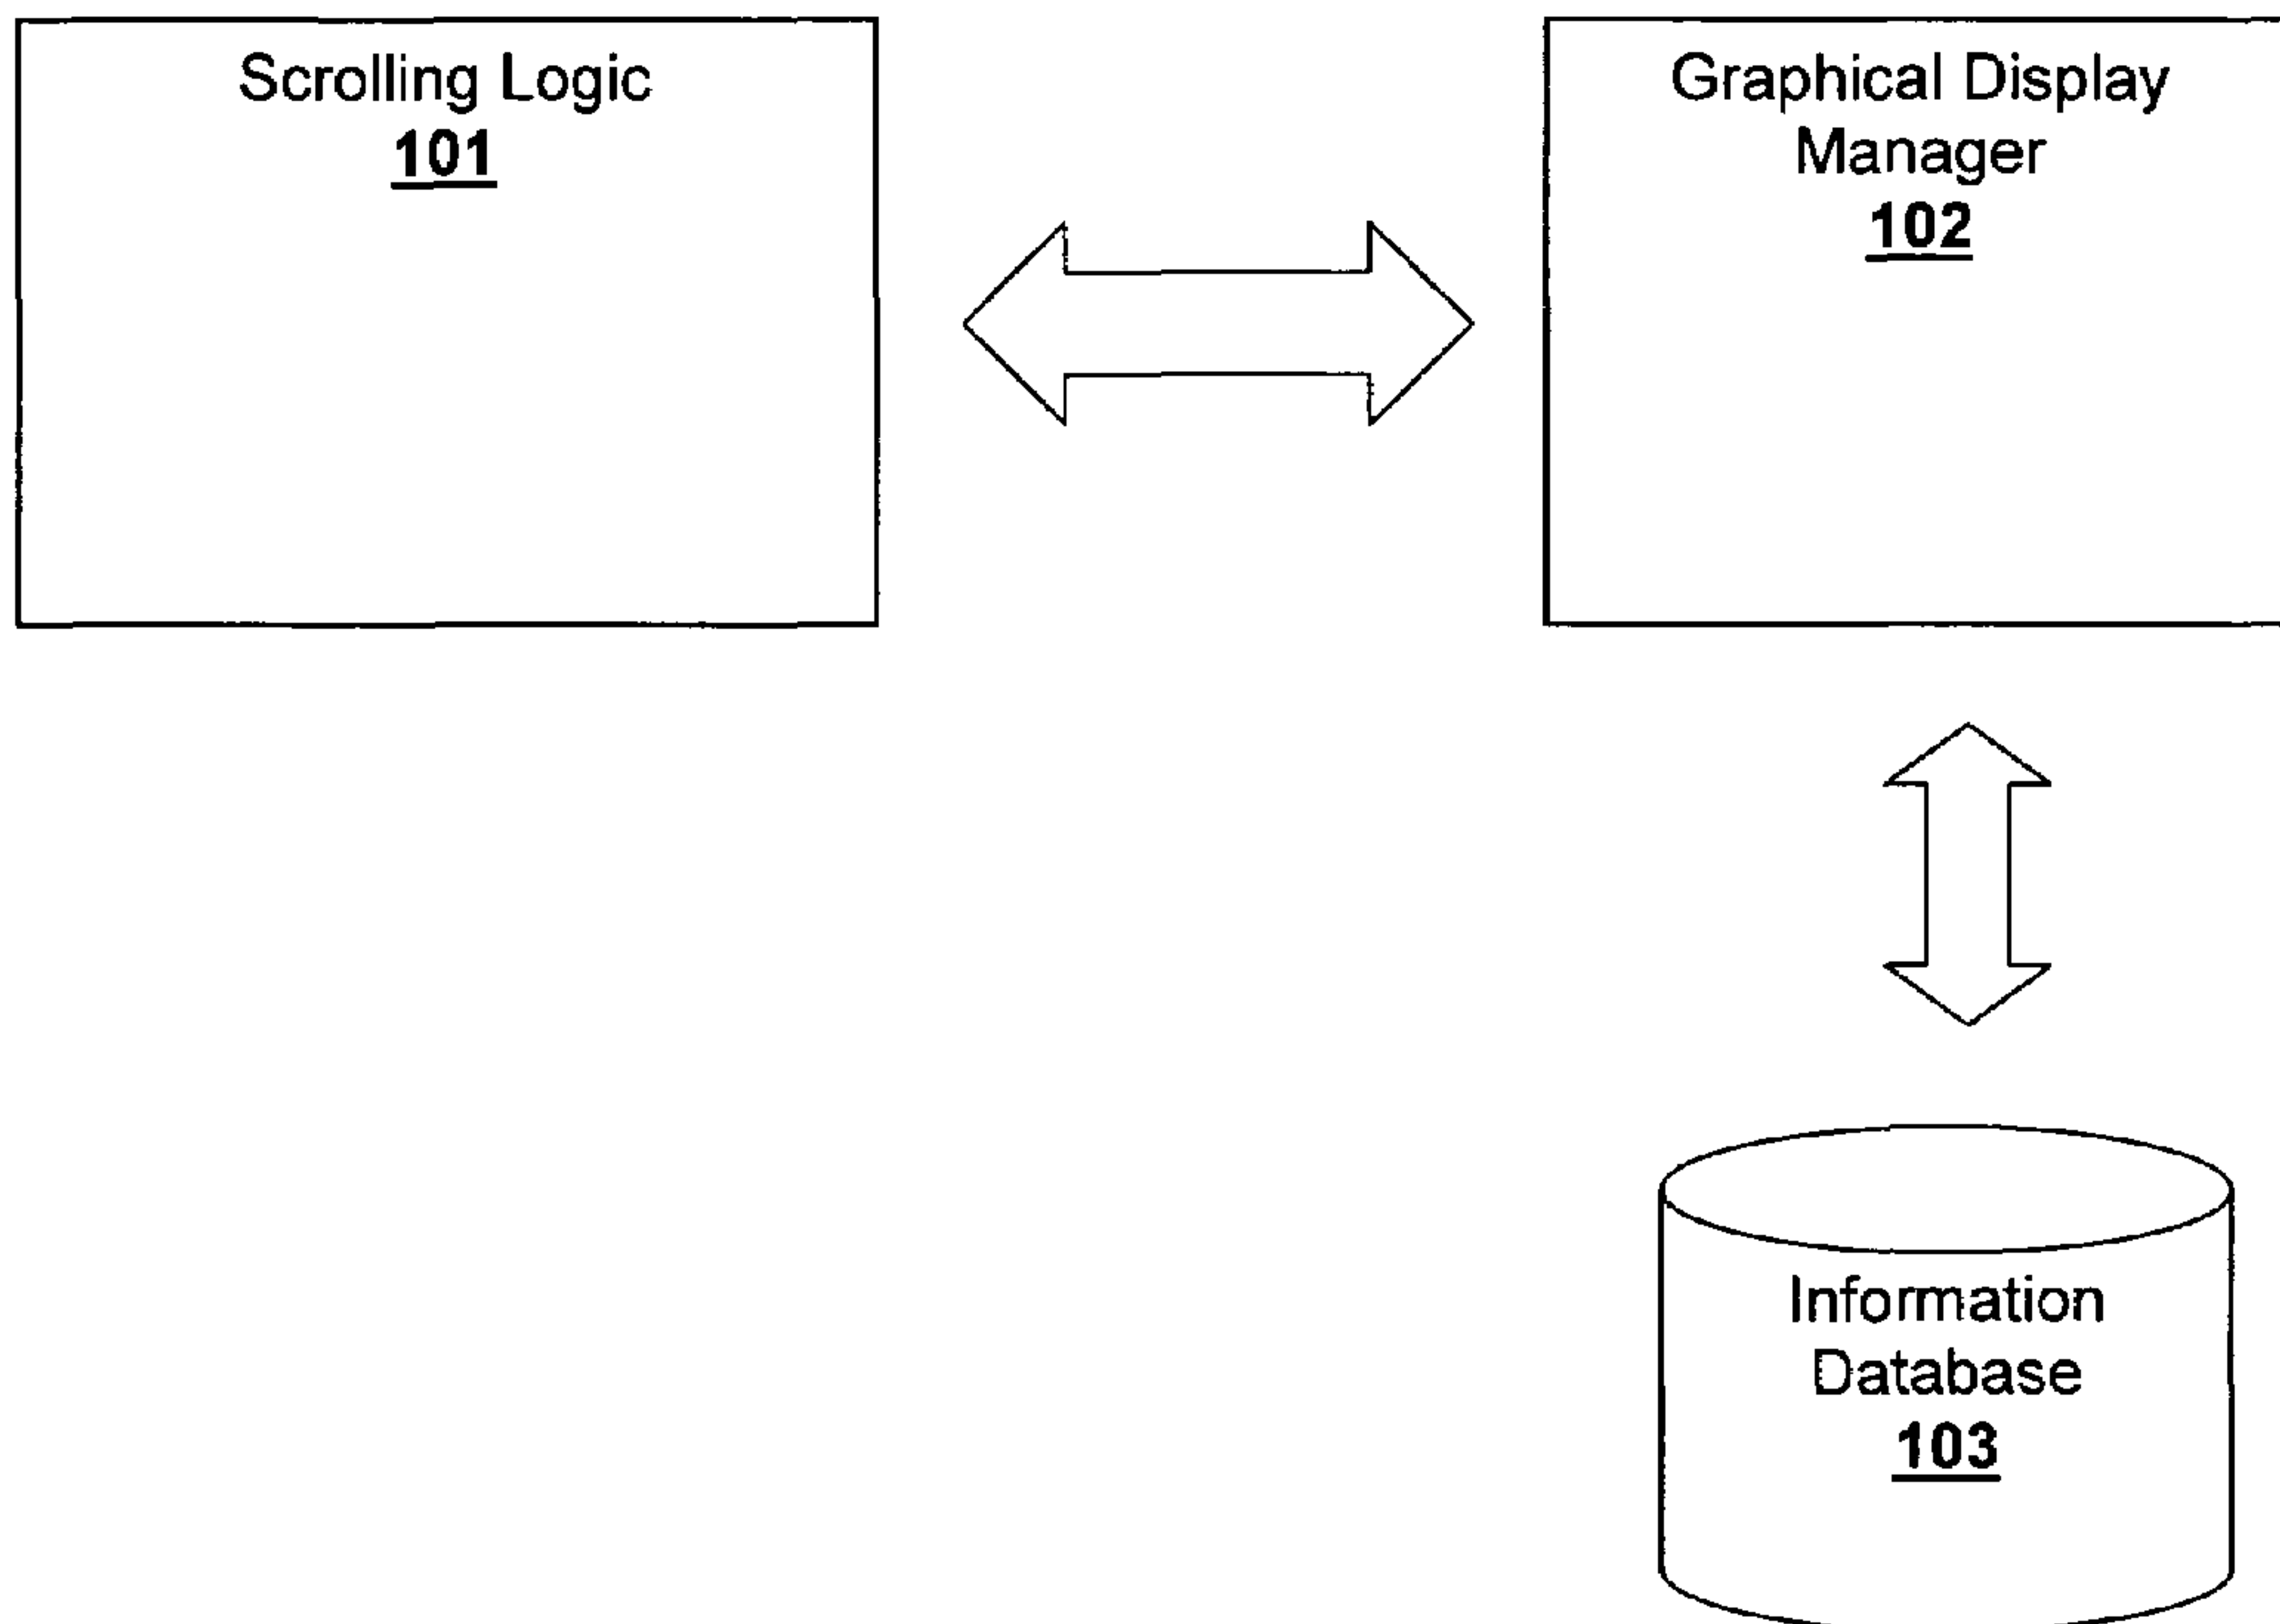 Scrolling Logic
101
Graphical Display
Manager
102
Information
Database
103